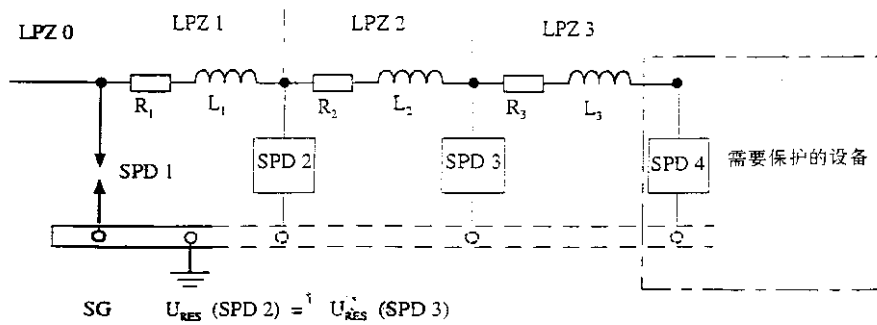 LPZ 0 LPZ 1 LPZ 2 LPZ 3
R₁ L₁ R₂ L₂ R₃ L₃
SPD 1 SPD 2 SPD 3 SPD 4 需要保护的设备
SG U_RES (SPD 2) = U_RES (SPD 3)